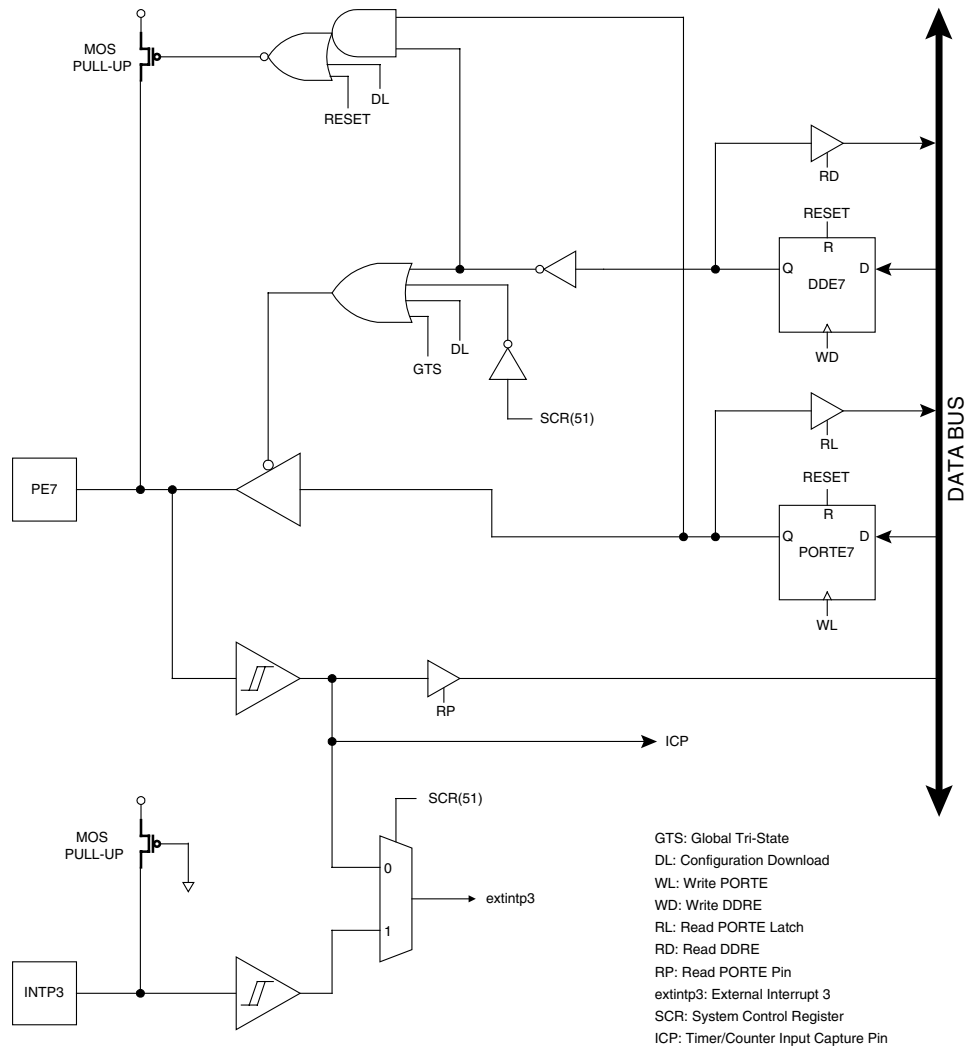 MOS
PULL-UP
DL
RESET
RD
RESET
R
Q
D
DDE7
WD
DL
GTS
SCR(51)
RL
DATA BUS
PE7
RESET
R
Q
D
PORTE7
WL
RP
ICP
SCR(51)
MOS
PULL-UP
0
extintp3
1
INTP3
GTS: Global Tri-State
DL: Configuration Download
WL: Write PORTE
WD: Write DDRE
RL: Read PORTE Latch
RD: Read DDRE
RP: Read PORTE Pin
extintp3: External Interrupt 3
SCR: System Control Register
ICP: Timer/Counter Input Capture Pin